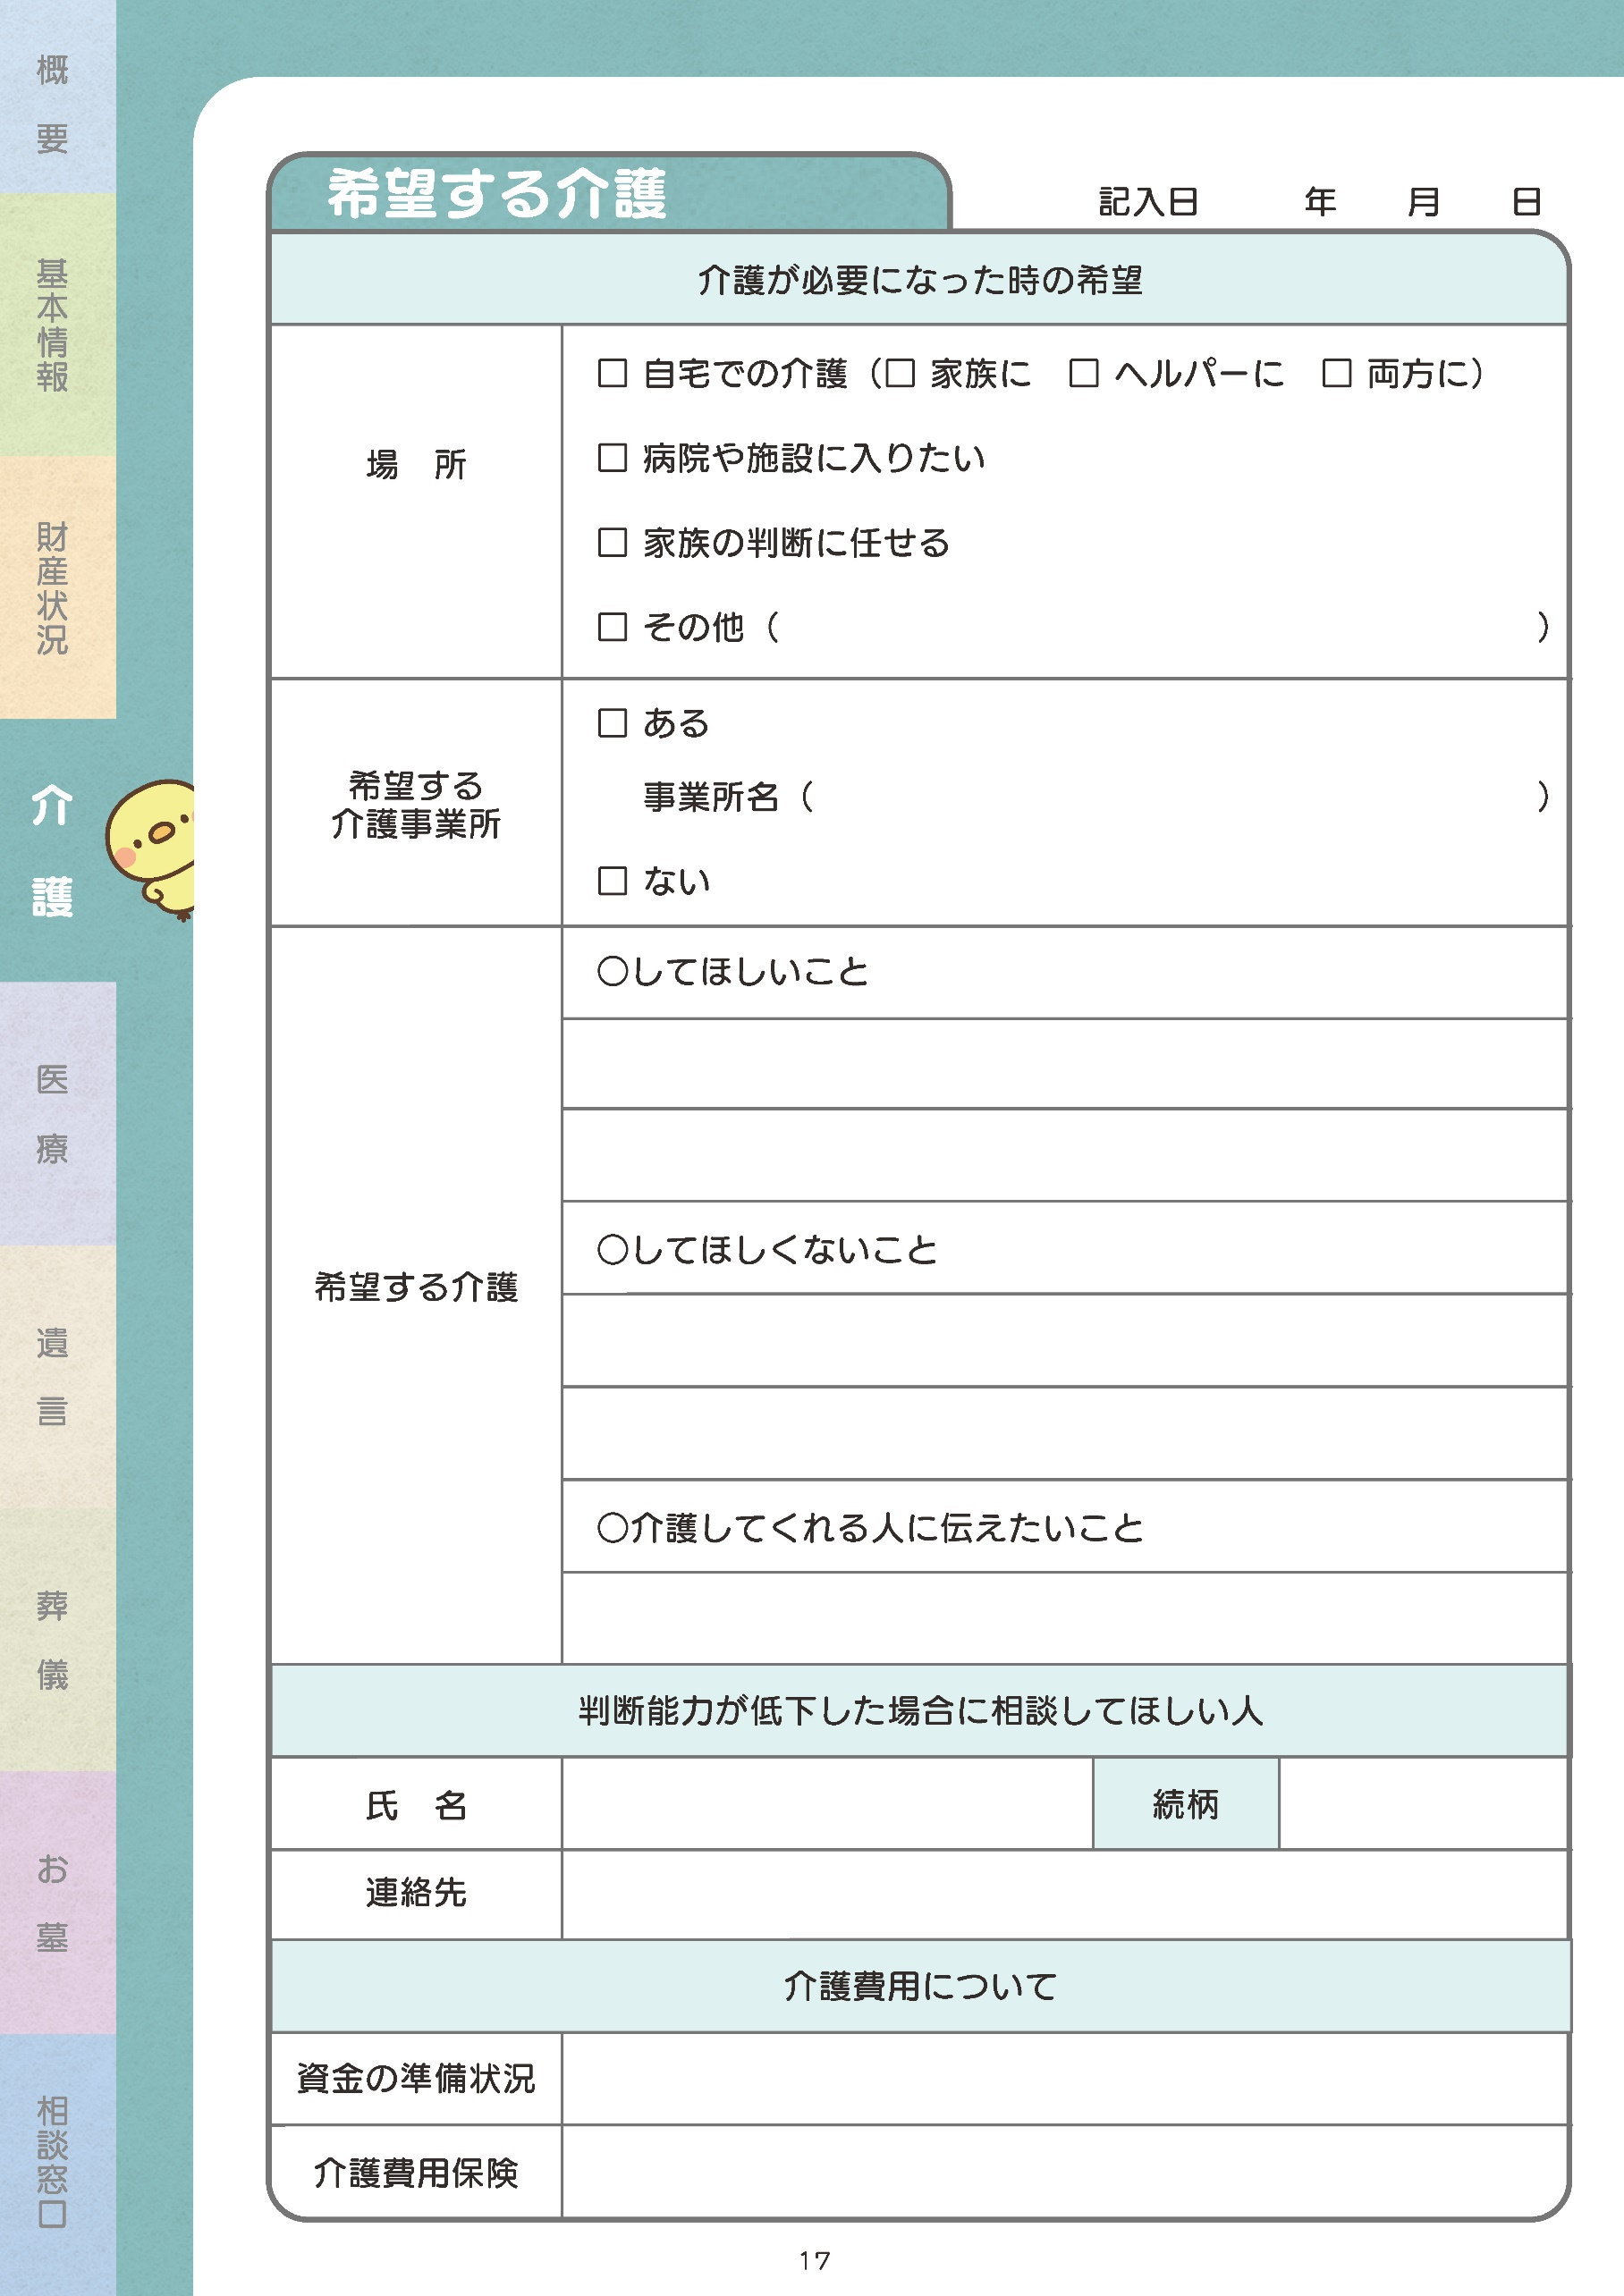 概要
基本情報
財産状況
介護
医療
遺言
葬儀
お墓
相談窓口
希望する介護
記入日　年　月　日
介護が必要になった時の希望
場　所
□ 自宅での介護（□ 家族に　□ ヘルパーに　□ 両方に）
□ 病院や施設に入りたい
□ 家族の判断に任せる
□ その他（　）
希望する
介護事業所
□ ある
事業所名（　）
□ ない
希望する介護
○してほしいこと
○してほしくないこと
○介護してくれる人に伝えたいこと
判断能力が低下した場合に相談してほしい人
氏　名
続柄
連絡先
介護費用について
資金の準備状況
介護費用保険
17